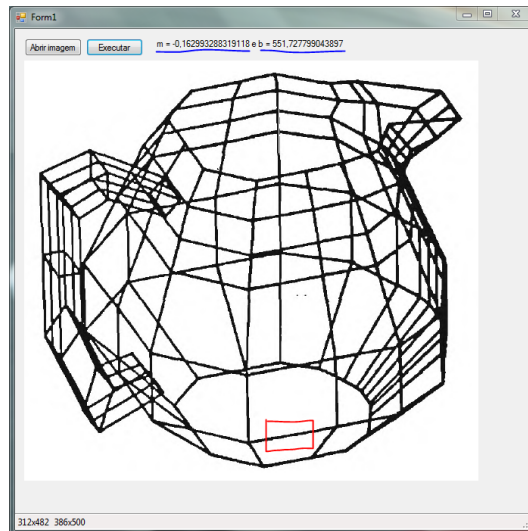 Form1
Abrir imagem Executar m = -0,162993288319118 e b = 551,727799043897
312x482 386x500